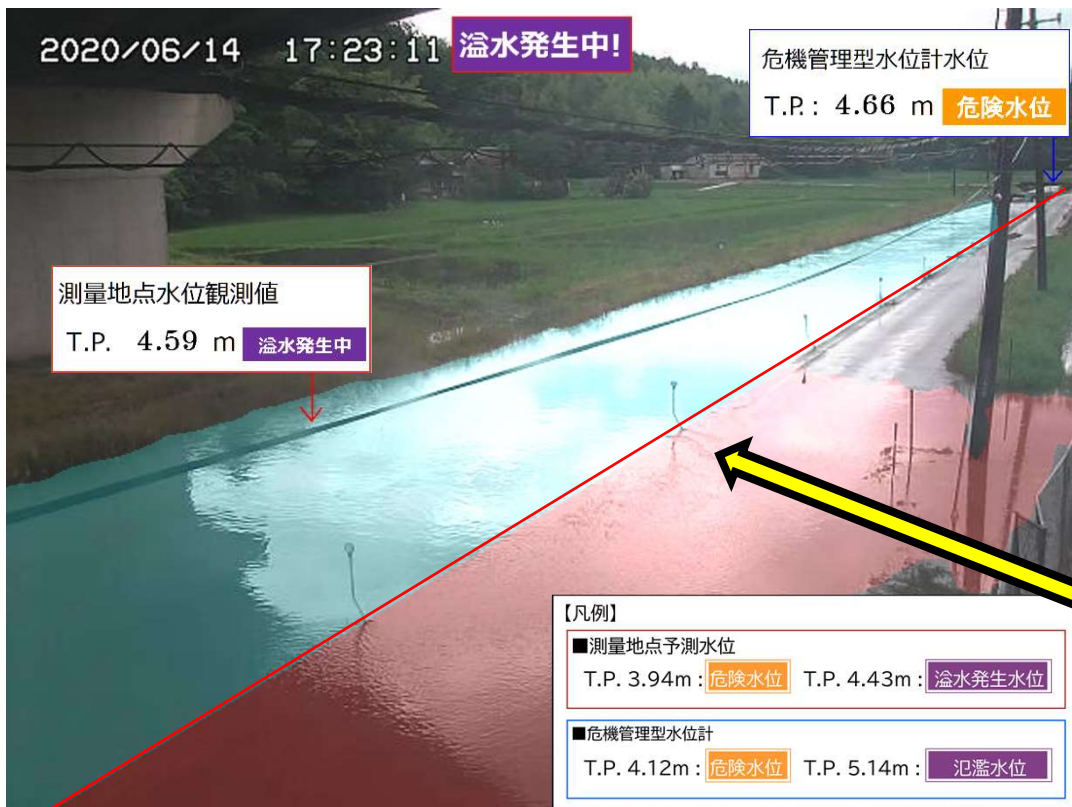 2020/06/14 17:23:11 溢水発生中!
危機管理型水位計水位
T.P.: 4.66 m 危険水位
測量地点水位観測値
T.P. 4.59 m 溢水発生中
【凡例】
■測量地点予測水位
T.P. 3.94m : 危険水位 T.P. 4.43m : 溢水発生水位
■危機管理型水位計
T.P. 4.12m : 危険水位 T.P. 5.14m : 氾濫水位